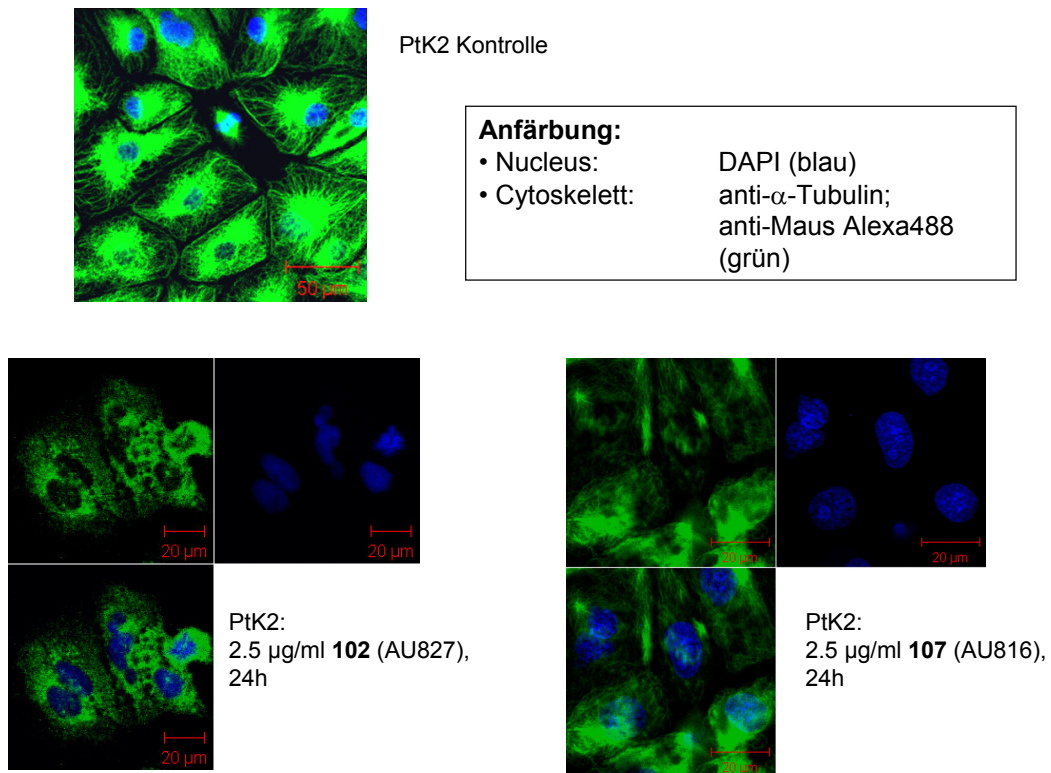 PtK2 Kontrolle
50 µm
Anfärbung:
• Nucleus: DAPI (blau)
• Cytoskelett: anti-α-Tubulin;
anti-Maus Alexa488
(grün)
20 µm
20 µm
20 µm
PtK2:
2.5 µg/ml 102 (AU827),
24h
20 µm
20 µm
20 µm
PtK2:
2.5 µg/ml 107 (AU816),
24h